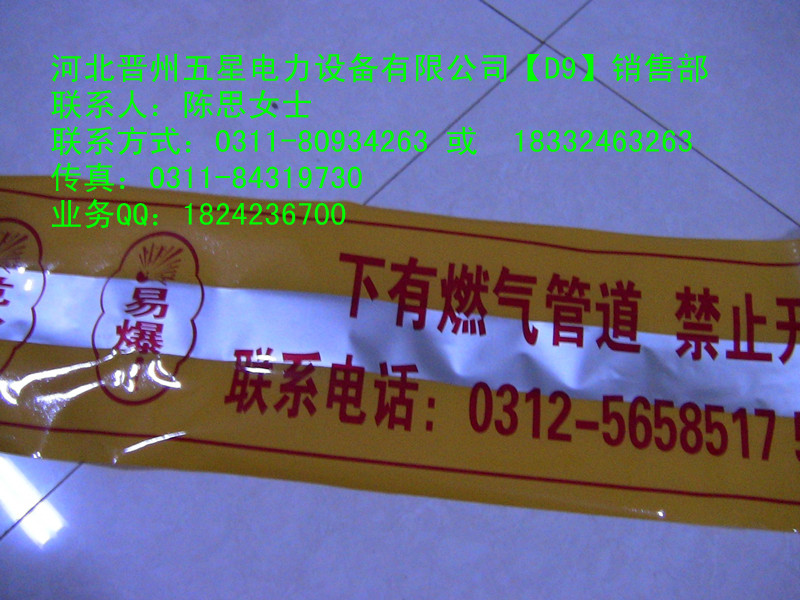 河北晋州五星电力设备有限公司【D9】销售部
联系人：陈思女士
联系方式：0311-80934263 或 18332463263
传真：0311-84319730
业务QQ：1824236700
易爆
下有燃气管道 禁止开
联系电话：0312-5658517 5